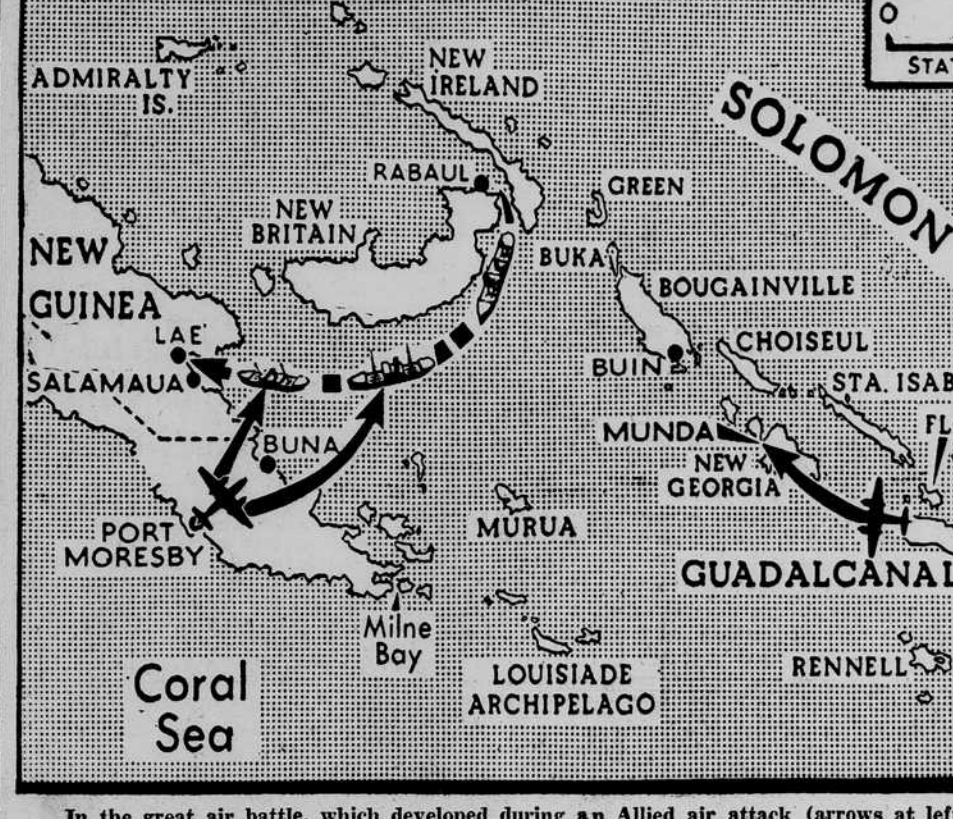 O
STAT
ADMIRALTY
IS.
NEW
IRELAND
SOLOMON
RABAUL
GREEN
NEW
BRITAIN
BUKA
NEW
GUINEA
BOUGAINVILLE
LAE
CHOISEUL
BUIN
SALAMAUA
STA. ISAB
FL
MUNDA
BUNA
NEW
GEORGIA
MURUA
PORT
MORESBY
GUADALCANAL
Milne
Bay
RENNELL
LOUISIADE
ARCHIPELAGO
Coral
Sea
In the great air battle, which developed during an Allied air attack (arrows at left